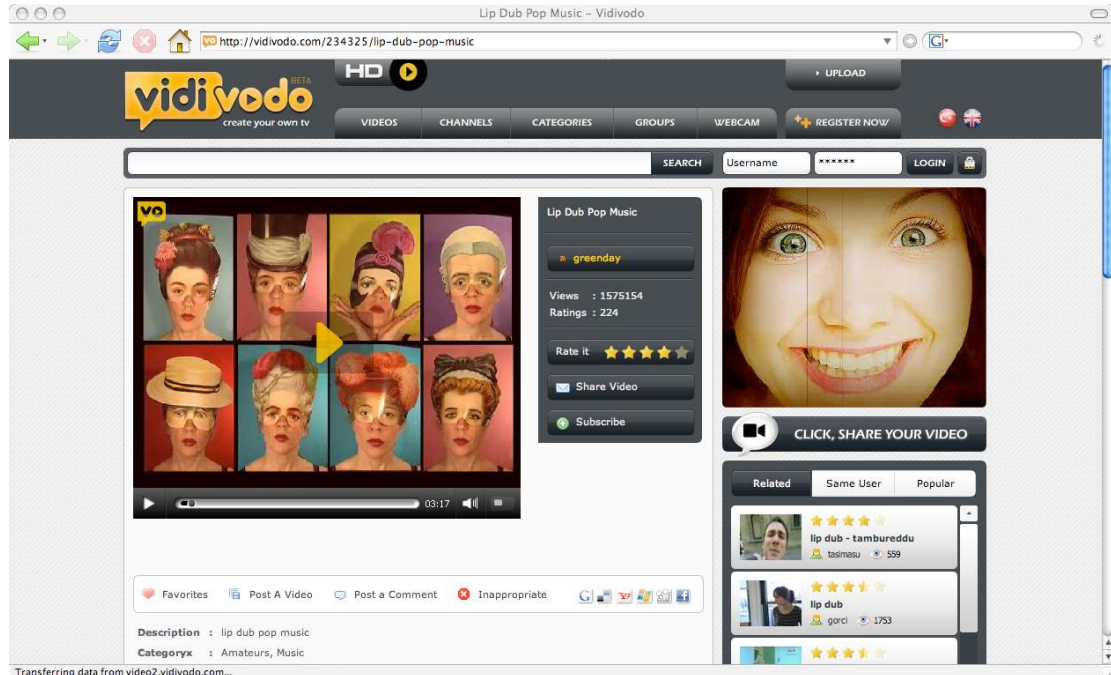 Lip Dub Pop Music – Vidivodo
http://vidivodo.com/234325/lip-dub-pop-music
G
vidivodo
BETA
create your own tv
HD
UPLOAD
VIDEOS CHANNELS CATEGORIES GROUPS WEBCAM REGISTER NOW
SEARCH Username ****** LOGIN
vo
Lip Dub Pop Music
greenday
Views : 1575154
Ratings : 224
Rate it
Share Video
Subscribe
03:17
CLICK, SHARE YOUR VIDEO
Related Same User Popular
lip dub - tambureddu
tasimasu 559
lip dub
gorci 1753
Favorites Post A Video Post a Comment Inappropriate G Y! f
Description : lip dub pop music
Categoryx : Amateurs, Music
Transferring data from video2.vidivodo.com...